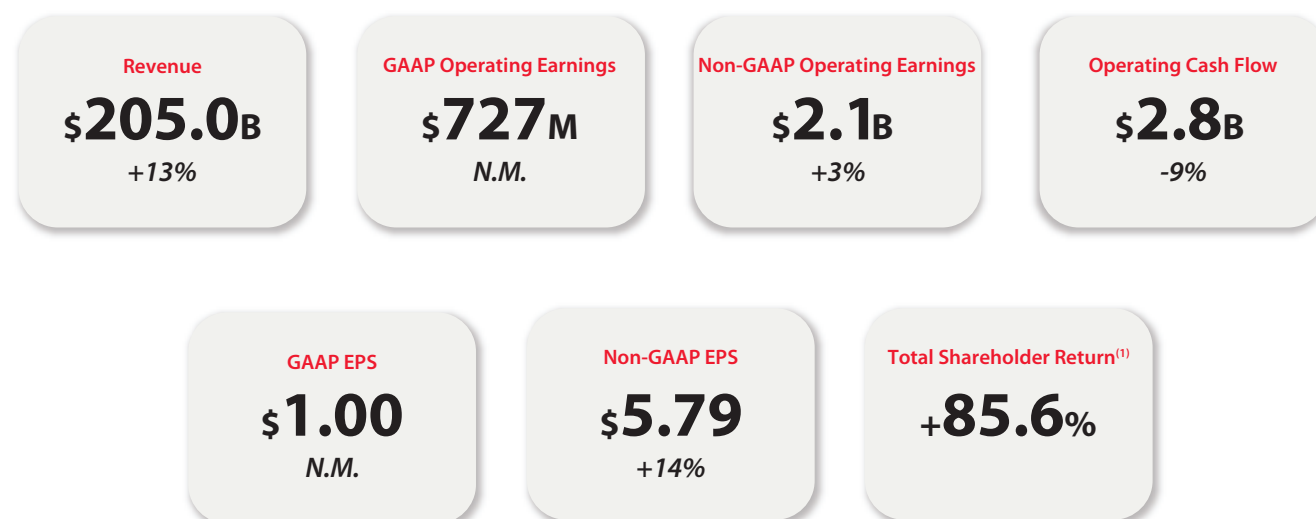 Revenue
$205.0B
+13%
GAAP Operating Earnings
$727M
N.M.
Non-GAAP Operating Earnings
$2.1B
+3%
Operating Cash Flow
$2.8B
-9%
GAAP EPS
$1.00
N.M.
Non-GAAP EPS
$5.79
+14%
Total Shareholder Return(1)
+85.6%